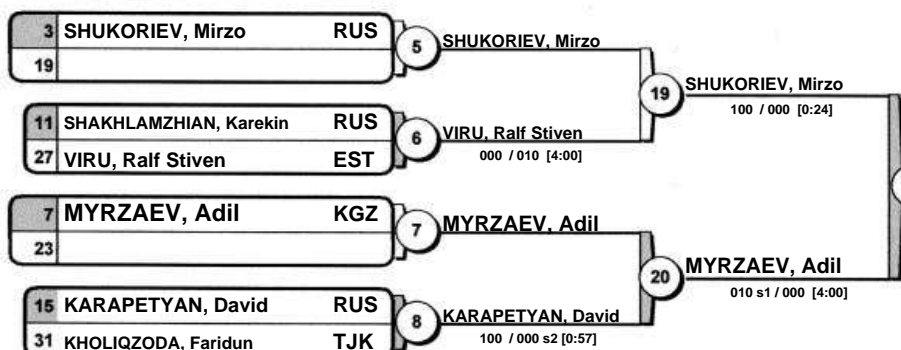 3 SHUKORIEV, Mirzo RUS
19
5 SHUKORIEV, Mirzo
11 SHAKHLAMZHIAN, Karekin RUS
27 VIRU, Ralf Stiven EST
6 VIRU, Ralf Stiven
000 / 010 [4:00]
19 SHUKORIEV, Mirzo
100 / 000 [0:24]
7 MYRZAEV, Adil KGZ
23
7 MYRZAEV, Adil
15 KARAPETYAN, David RUS
31 KHOLIQZODA, Faridun TJK
8 KARAPETYAN, David
100 / 000 s2 [0:57]
20 MYRZAEV, Adil
010 s1 / 000 [4:00]